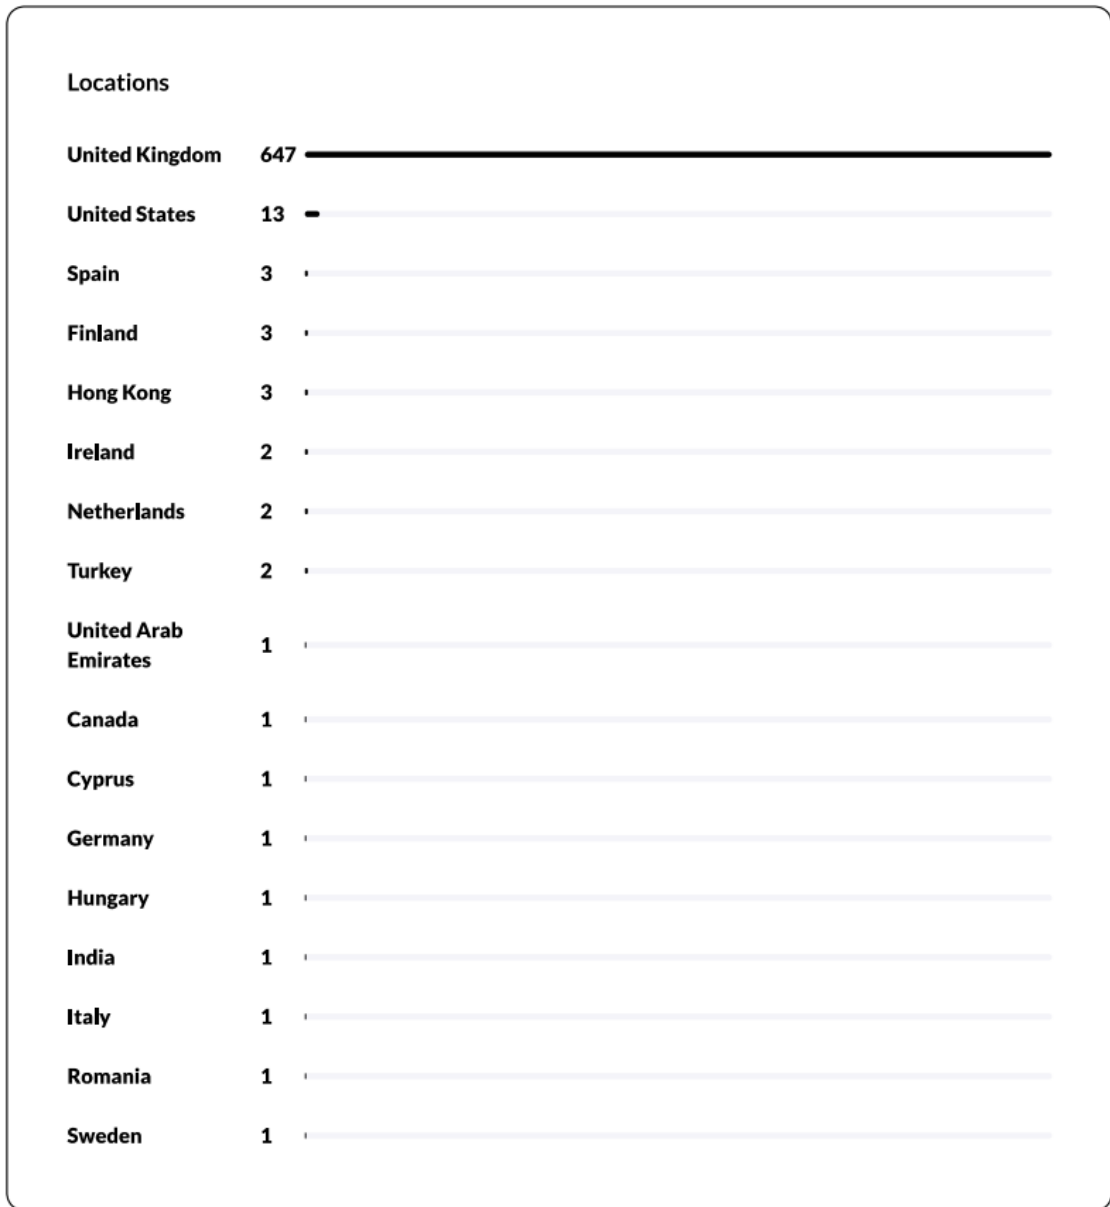 Locations
United Kingdom 647
United States 13
Spain 3
Finland 3
Hong Kong 3
Ireland 2
Netherlands 2
Turkey 2
United Arab
Emirates 1
Canada 1
Cyprus 1
Germany 1
Hungary 1
India 1
Italy 1
Romania 1
Sweden 1